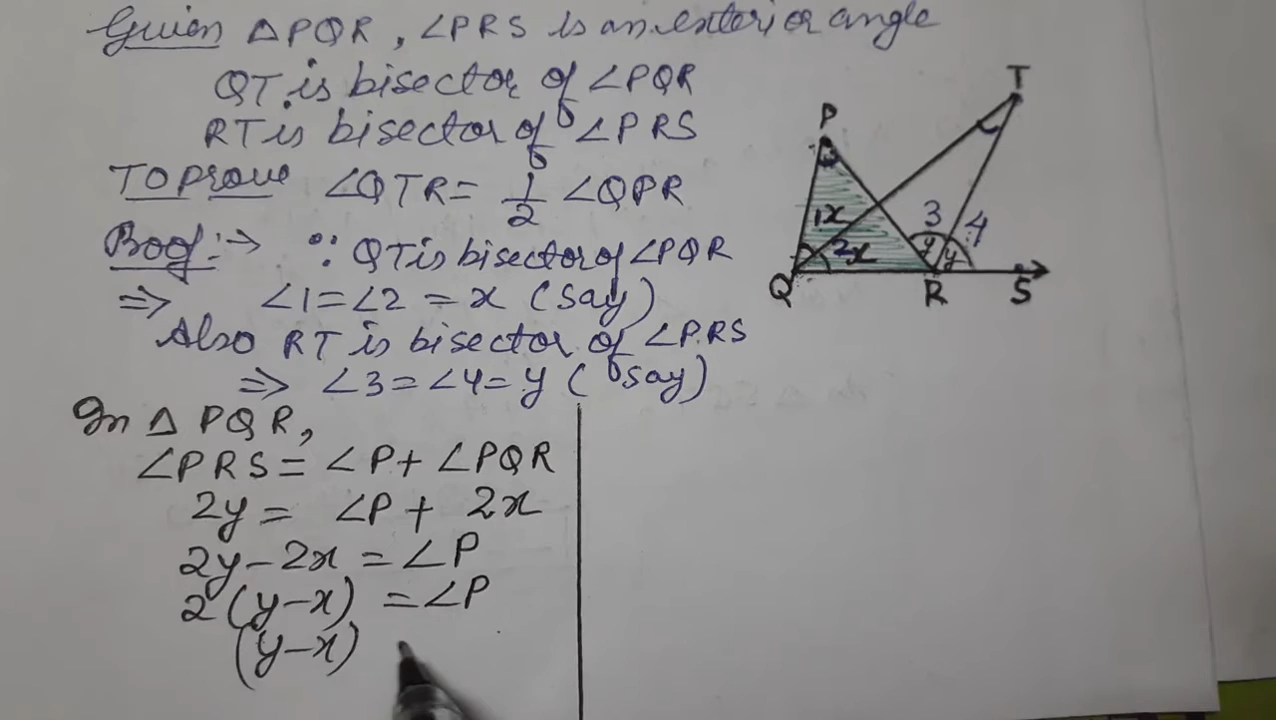 Given △PQR, ∠PRS is an exterior angle
QT is bisector of ∠PQR
RT is bisector of ∠PRS
TO prove ∠QTR = 1/2 ∠QPR
Proof :→ ∵ QT is bisector of ∠PQR
⇒ ∠1 = ∠2 = x (say)
Also RT is bisector of ∠PRS
⇒ ∠3 = ∠4 = y (say)
In △ PQR,
∠PRS = ∠P + ∠PQR
2y = ∠P + 2x
2y - 2x = ∠P
2(y-x) = ∠P
(y-x)
T
P
1x
2x
3
4
y
y
Q
R
S